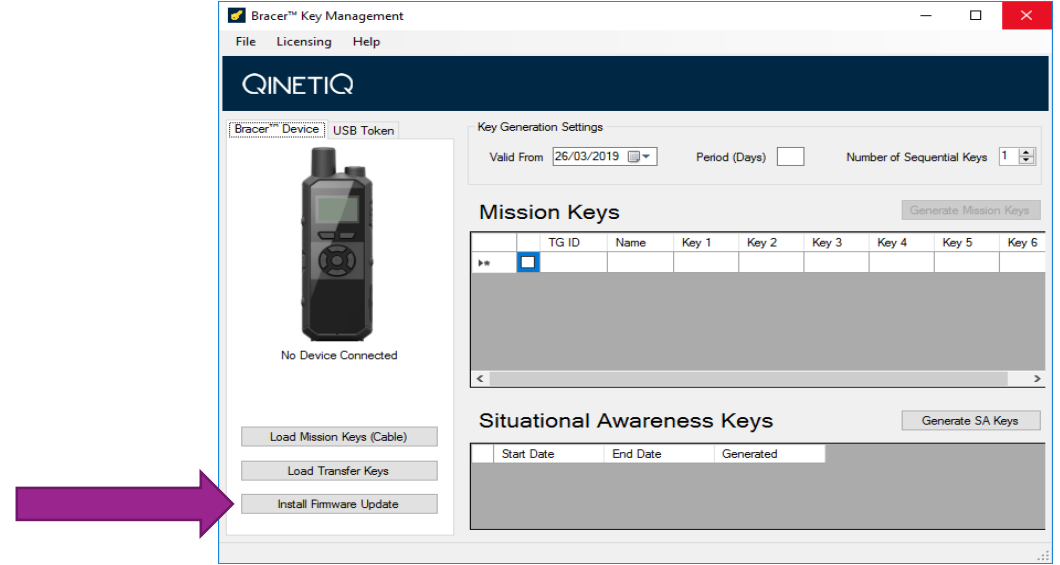 Bracer™ Key Management
File Licensing Help
QINETIQ
Bracer™ Device USB Token
No Device Connected
Load Mission Keys (Cable)
Load Transfer Keys
Install Firmware Update
Key Generation Settings
Valid From 26/03/2019 Period (Days) Number of Sequential Keys 1
Mission Keys Generate Mission Keys
TG ID Name Key 1 Key 2 Key 3 Key 4 Key 5 Key 6
Situational Awareness Keys Generate SA Keys
Start Date End Date Generated